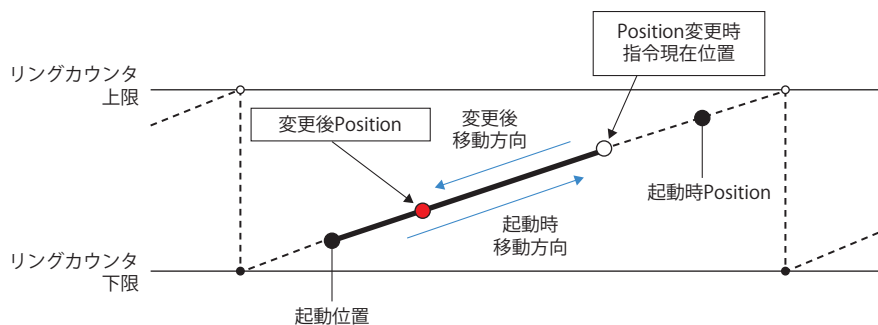 Position変更時
指令現在位置
リングカウンタ
上限
変更後Position
変更後
移動方向
起動時Position
起動時
移動方向
リングカウンタ
下限
起動位置